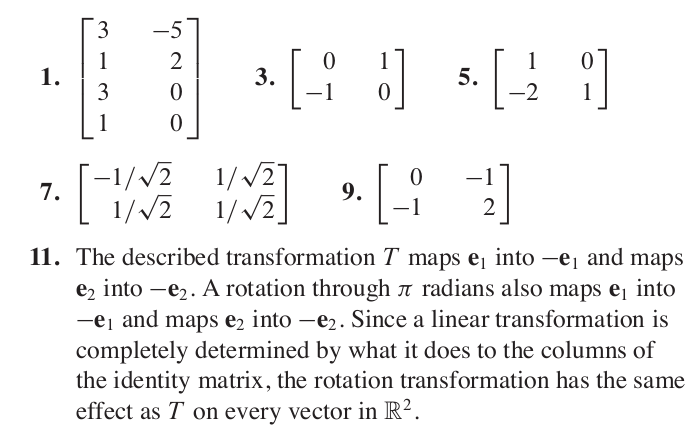 1. [3 −5; 1 2; 3 0; 1 0] 3. [0 1; −1 0] 5. [1 0; −2 1]
7. [−1/√2 1/√2; 1/√2 1/√2] 9. [0 −1; −1 2]
11. The described transformation T maps e₁ into −e₁ and maps
e₂ into −e₂. A rotation through π radians also maps e₁ into
−e₁ and maps e₂ into −e₂. Since a linear transformation is
completely determined by what it does to the columns of
the identity matrix, the rotation transformation has the same
effect as T on every vector in ℝ².